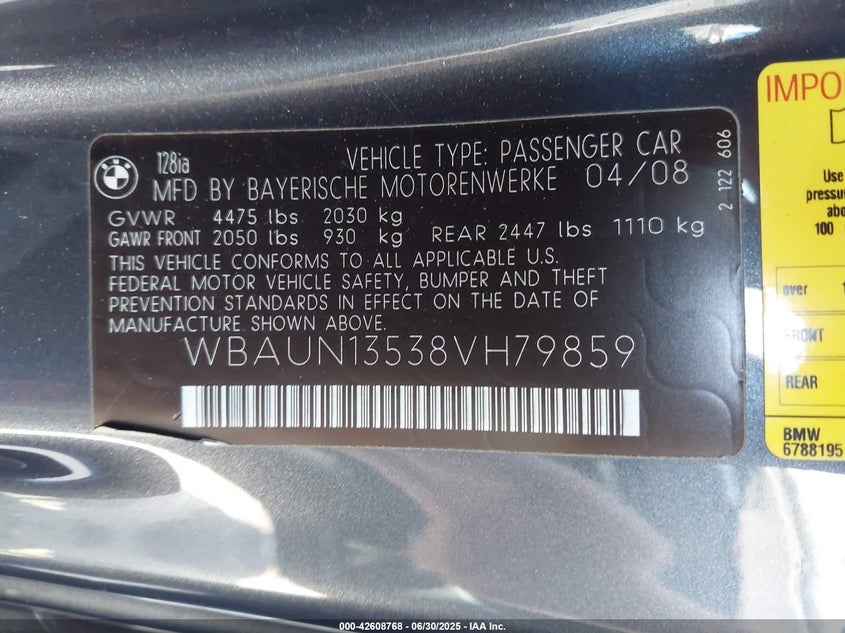 BMW
128ia
VEHICLE TYPE: PASSENGER CAR
MFD BY BAYERISCHE MOTORENWERKE 04/08
GVWR 4475 lbs 2030 kg
GAWR FRONT 2050 lbs 930 kg REAR 2447 lbs 1110 kg
THIS VEHICLE CONFORMS TO ALL APPLICABLE U.S.
FEDERAL MOTOR VEHICLE SAFETY, BUMPER AND THEFT
PREVENTION STANDARDS IN EFFECT ON THE DATE OF
MANUFACTURE SHOWN ABOVE.
WBAUN13538VH79859
2 122 606
IMPO
Use
pressu
abo
100
over 1
FRONT
REAR
BMW
6788195
000-42608768 - 06/30/2025 - IAA Inc.